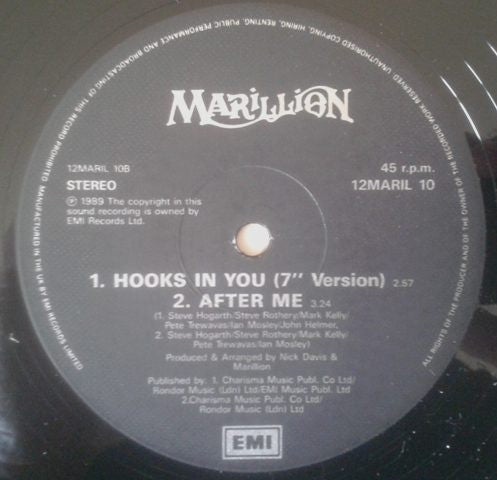 UNAUTHORISED COPYING, HIRING, RENTING, PUBLIC PERFORMANCE AND BROADCASTING OF THIS RECORD PROHIBITED. MANUFACTURED IN THE UK BY EMI RECORDS LIMITED
ALL RIGHTS OF THE PRODUCER AND OF THE OWNER OF THE RECORDED WORK RESERVED
MARILLION
12MARIL 10B
45 r.p.m.
STEREO
12MARIL 10
℗ 1989 The copyright in this
sound recording is owned by
EMI Records Ltd.
1. HOOKS IN YOU (7" Version) 2.57
2. AFTER ME 3.24
(1. Steve Hogarth/Steve Rothery/Mark Kelly/
Pete Trewavas/Ian Mosley/John Helmer,
2. Steve Hogarth/Steve Rothery/Mark Kelly/
Pete Trewavas/Ian Mosley)
Produced & Arranged by Nick Davis &
Marillion
Published by: 1. Charisma Music Publ. Co Ltd/
Rondor Music (Ldn) Ltd/EMI Music Publ. Ltd
2.Charisma Music Publ. Co Ltd/
Rondor Music (Ldn) Ltd
EMI